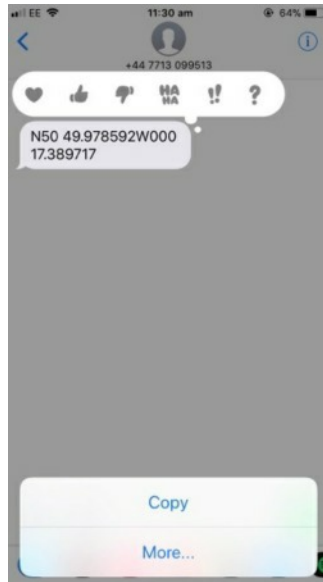 EE 11:30 am 64%
+44 7713 099513
HA
HA
!! ?
N50 49.978592W000
17.389717
Copy
More...